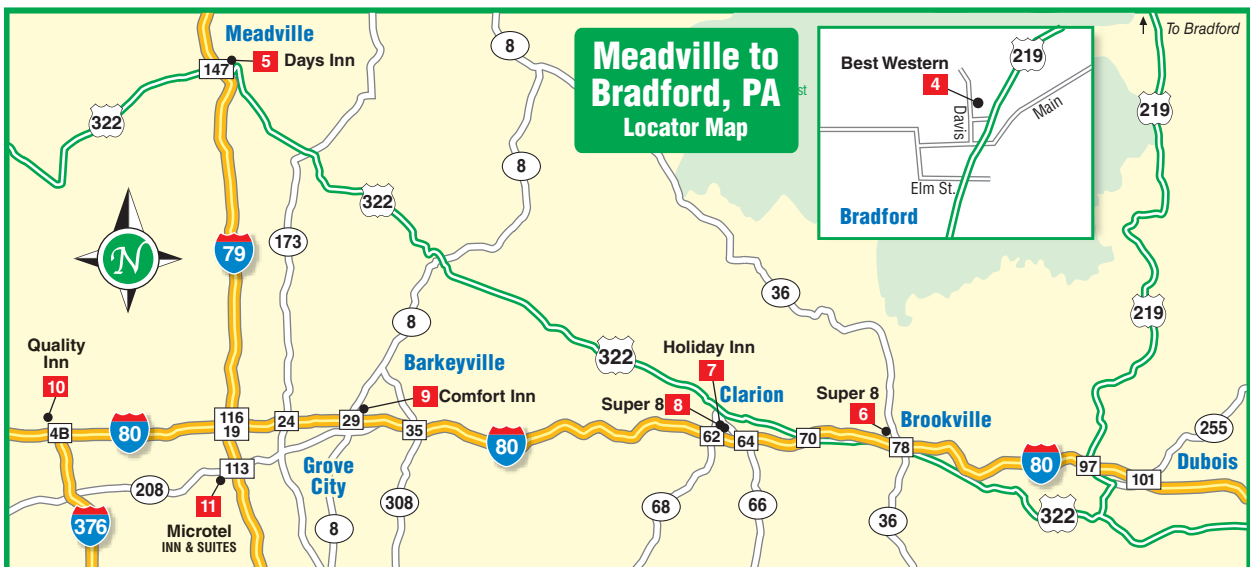 Meadville to
Bradford, PA
Locator Map
Meadville
147
5 Days Inn
322
8
219
To Bradford
Best Western
4
219
Davis
Main
Elm St.
Bradford
st
8
322
N
79
173
36
219
8
322
Quality
Inn
10
Barkeyville
9 Comfort Inn
Holiday Inn
7
Clarion
Super 8 8
Super 8
6
Brookville
4B
80
116
19
24
29
35
80
62
64
70
78
80
97
101
255
Dubois
113
208
11
Microtel
INN & SUITES
376
Grove
City
8
308
68
66
36
322